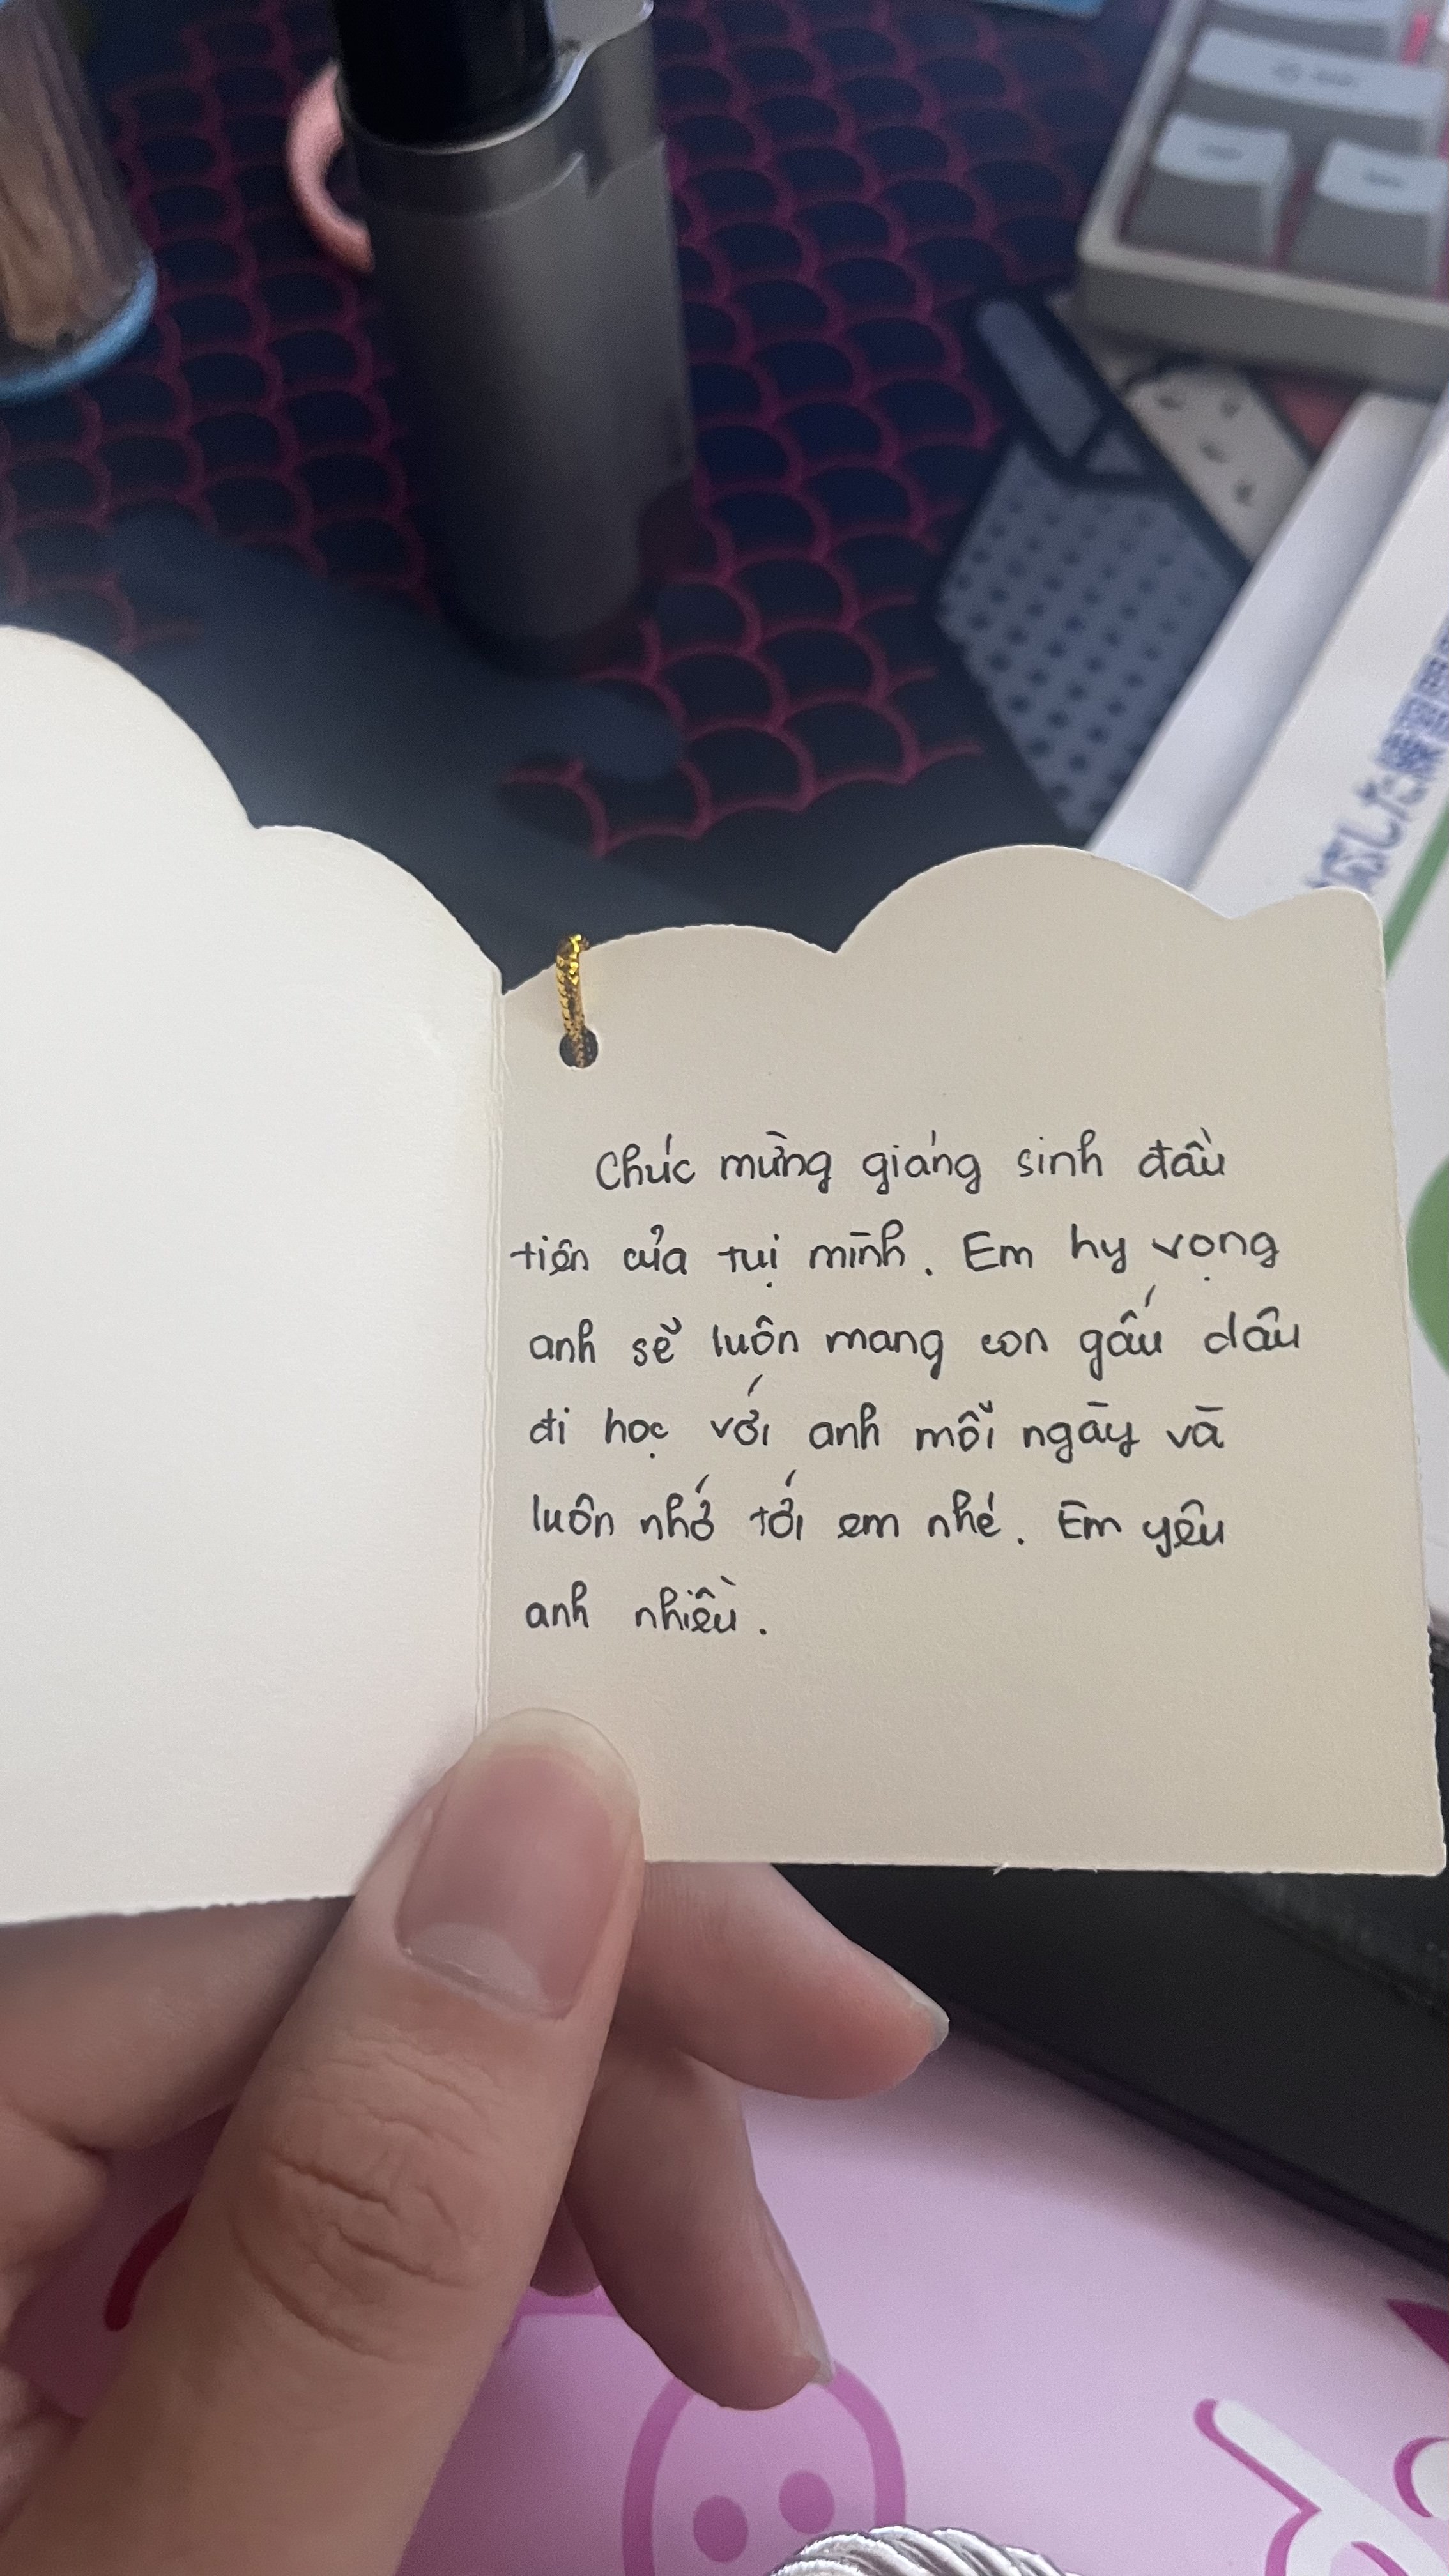 Chúc mừng giáng sinh đầu
tiên của tụi mình. Em hy vọng
anh sẽ luôn mang con gấu dâu
đi học với anh mỗi ngày và
luôn nhớ tới em nhé. Em yêu
anh nhiều.